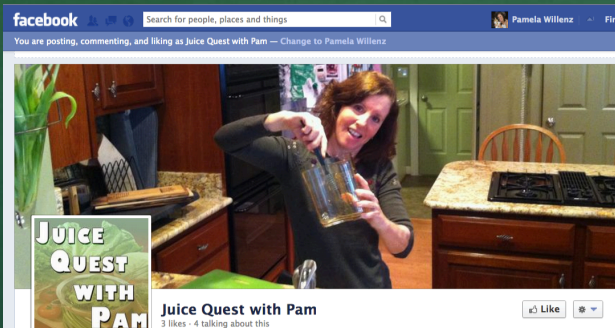 facebook
Search for people, places and things
Pamela Willenz
Fin
You are posting, commenting, and liking as Juice Quest with Pam — Change to Pamela Willenz
JUICE
QUEST
WITH
PAM
Juice Quest with Pam
3 likes · 4 talking about this
Like